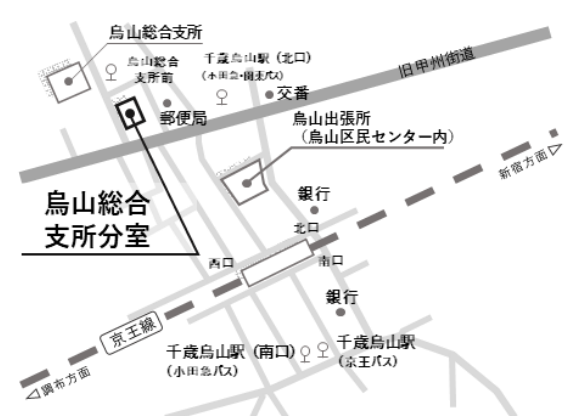 烏山総合支所
烏山総合
支所前
千歳烏山駅（北口）
（小田急・関東バス）
旧甲州街道
交番
郵便局
烏山出張所
（烏山区民センター内）
新宿方面
烏山総合
支所分室
銀行
北口
西口
南口
銀行
京王線
千歳烏山駅（南口）
（小田急バス）
千歳烏山駅
（京王バス）
調布方面